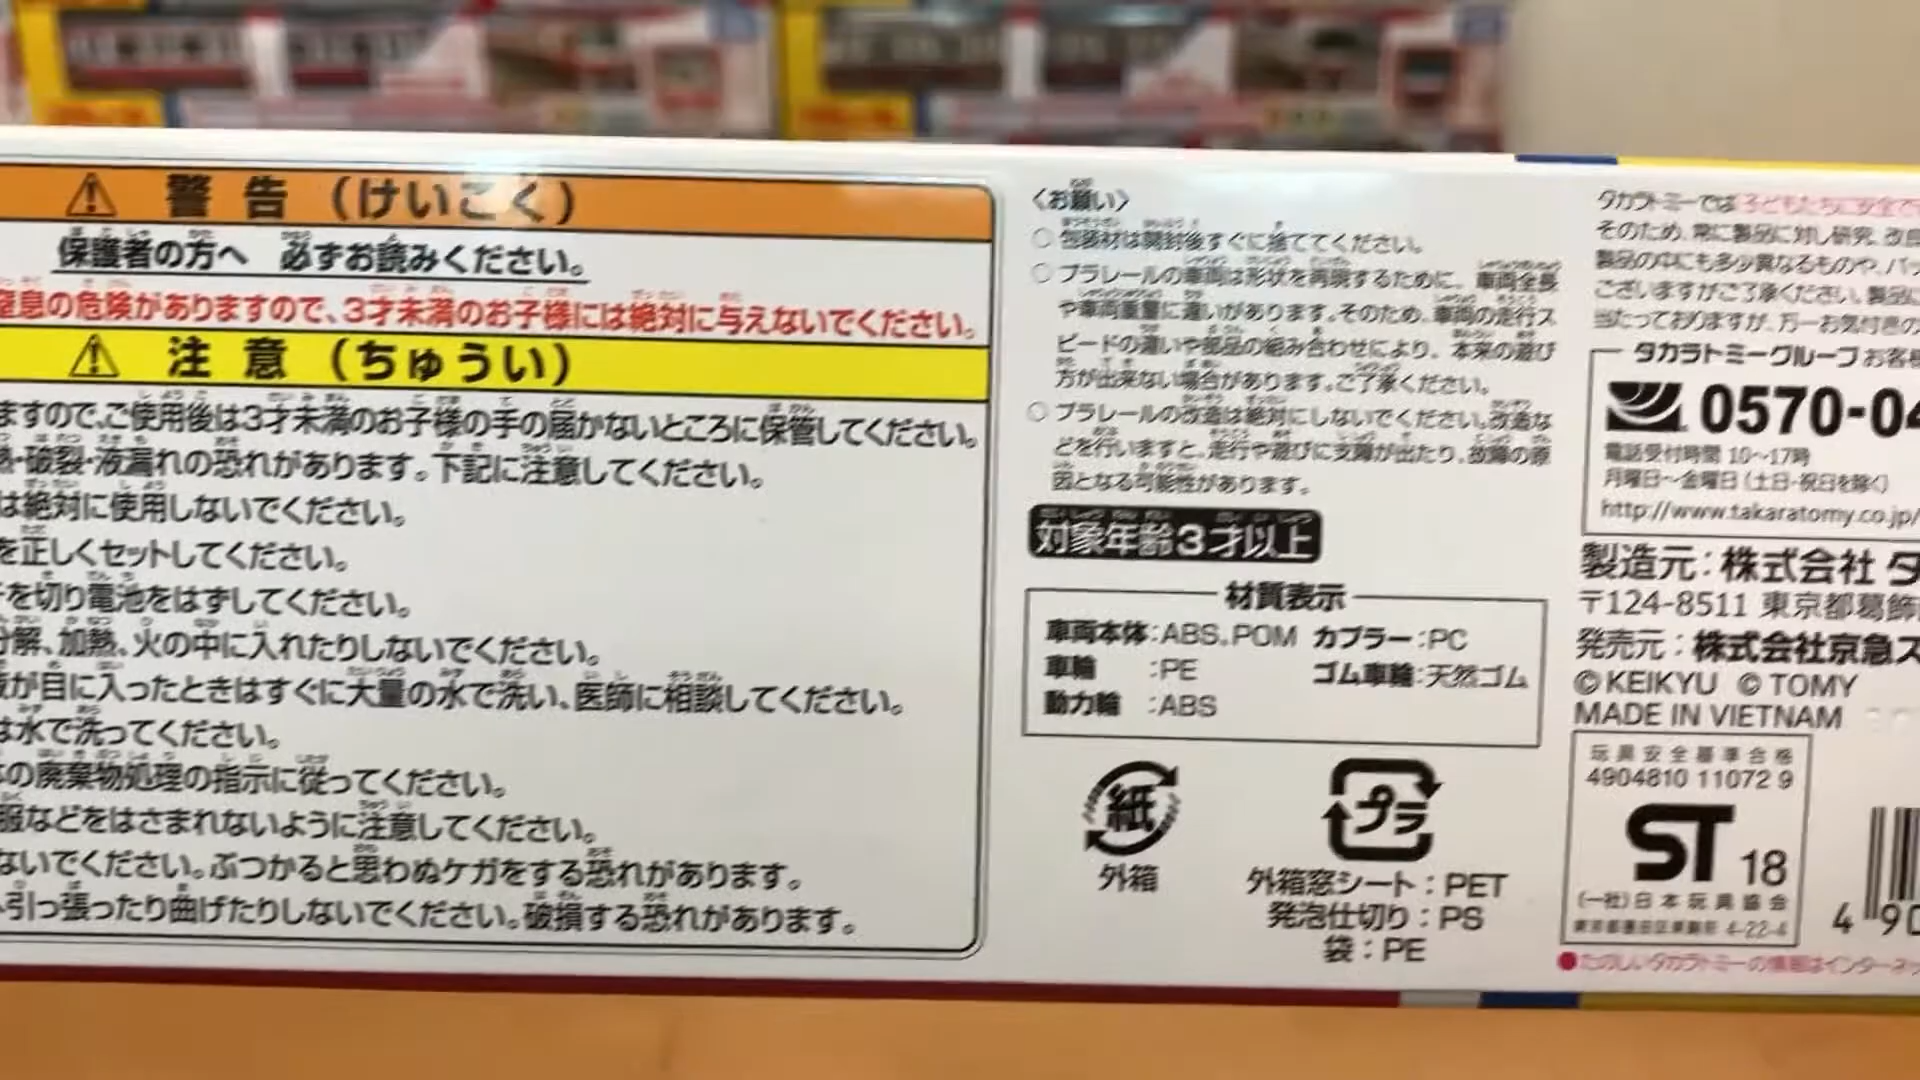 警告（けいこく）
保護者の方へ 必ずお読みください。
窒息の危険がありますので、3才未満のお子様には絶対に与えないでください。
注意（ちゅうい）
ますので、ご使用後は3才未満のお子様の手の届かないところに保管してください。
熱・破裂・液漏れの恐れがあります。下記に注意してください。
は絶対に使用しないでください。
を正しくセットしてください。
を切り電池をはずしてください。
分解、加熱、火の中に入れたりしないでください。
液が目に入ったときはすぐに大量の水で洗い、医師に相談してください。
は水で洗ってください。
の廃棄物処理の指示に従ってください。
服などをはさまれないように注意してください。
ないでください。ぶつかると思わぬケガをする恐れがあります。
引っ張ったり曲げたりしないでください。破損する恐れがあります。
〈お願い〉
○包装材は開封後すぐに捨ててください。
○プラレールの車両は形状を再現するために、車両全長
や車両重量に違いがあります。そのため、車両の走行ス
ピードの違いや部品の組み合わせにより、本来の遊び
方が出来ない場合があります。ご了承ください。
○プラレールの改造は絶対にしないでください。改造な
どを行いますと、走行や遊びに支障が出たり、故障の原
因となる可能性があります。
対象年齢3才以上
材質表示
車両本体：ABS、POM カプラー：PC
車輪 ：PE ゴム車輪：天然ゴム
動力輪 ：ABS
紙
外箱
プラ
外箱窓シート：PET
発泡仕切り：PS
袋：PE
タカラトミーでは子どもたちに安全で
そのため、常に製品に対し研究、改良
製品の中にも多少異なるものや、パッ
ございますがご了承ください。製品に
当たっておりますが、万一お気付きの
タカラトミーグループお客様
0570-04
電話受付時間 10〜17時
月曜日〜金曜日（土日・祝日を除く）
http://www.takaratomy.co.jp/
製造元：株式会社タ
〒124-8511 東京都葛飾
発売元：株式会社京急ス
©KEIKYU ©TOMY
MADE IN VIETNAM
玩具安全基準合格
4904810 11072 9
ST 18
(一社)日本玩具協会
東京都墨田区東駒形 4-22-4
4 90
●たのしいタカラトミーの情報はインターネッ